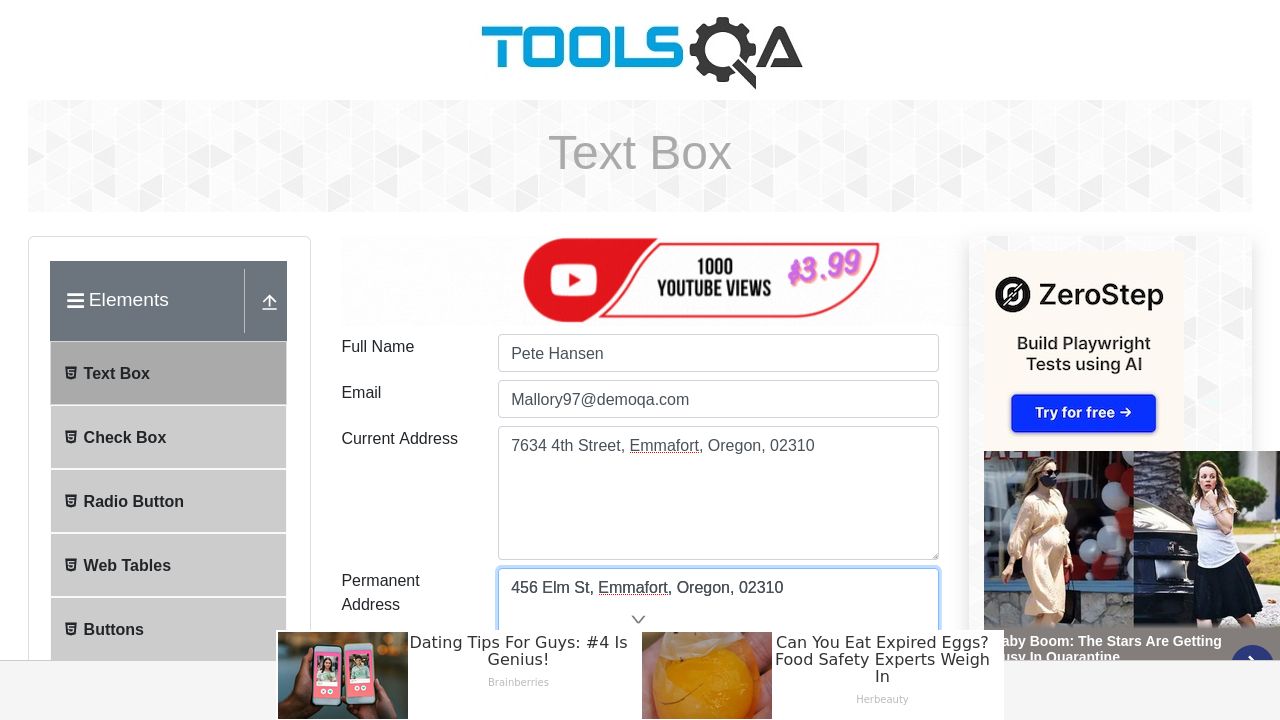 TOOLSQA
Text Box
Elements
Text Box
Check Box
Radio Button
Web Tables
Buttons
1000
YOUTUBE VIEWS
$3.99
Full Name
Pete Hansen
Email
Mallory97@demoqa.com
Current Address
7634 4th Street, Emmafort, Oregon, 02310
Permanent
Address
456 Elm St, Emmafort, Oregon, 02310
ZeroStep
Build Playwright
Tests using AI
Try for free →
Boom: The Stars Are Getting
In Quarantine
Dating Tips For Guys: #4 Is
Genius!
Brainberries
Can You Eat Expired Eggs?
Food Safety Experts Weigh
In
Herbeauty